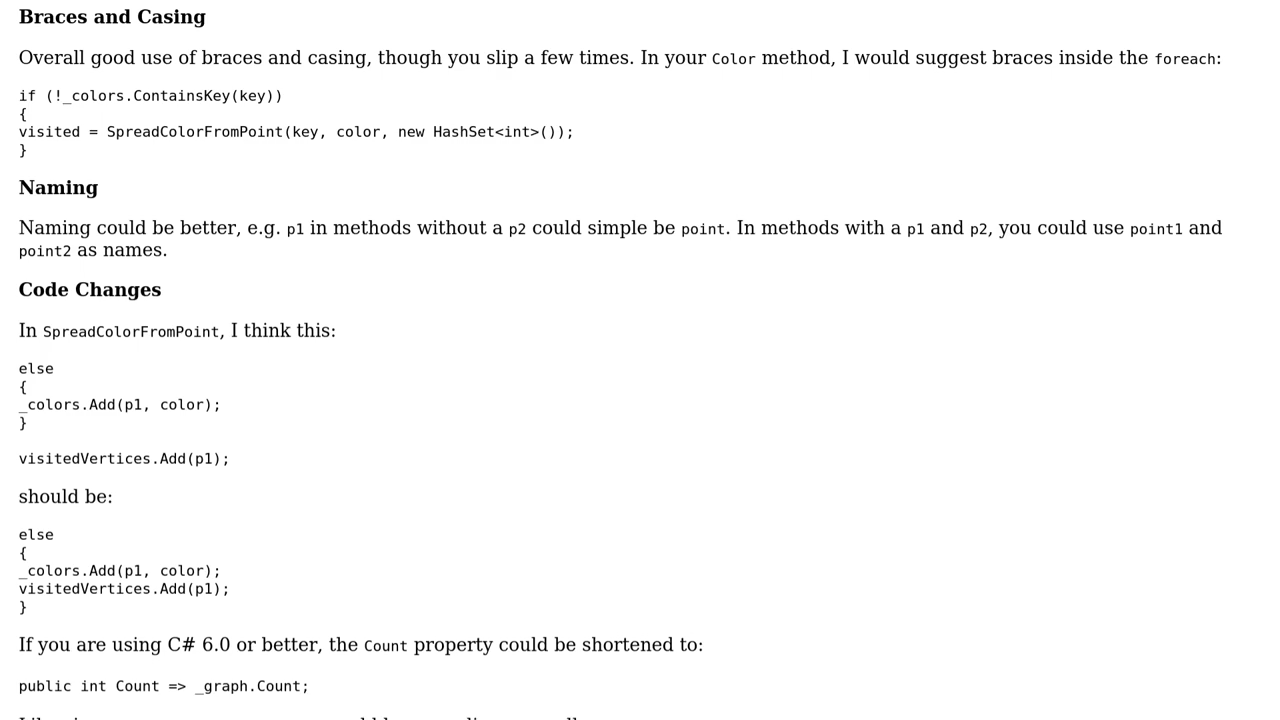 Braces and Casing
Overall good use of braces and casing, though you slip a few times. In your Color method, I would suggest braces inside the foreach:
if (!_colors.ContainsKey(key))
{
visited = SpreadColorFromPoint(key, color, new HashSet<int>());
}
Naming
Naming could be better, e.g. p1 in methods without a p2 could simple be point. In methods with a p1 and p2, you could use point1 and
point2 as names.
Code Changes
In SpreadColorFromPoint, I think this:
else
{
_colors.Add(p1, color);
}
visitedVertices.Add(p1);
should be:
else
{
_colors.Add(p1, color);
visitedVertices.Add(p1);
}
If you are using C# 6.0 or better, the Count property could be shortened to:
public int Count => _graph.Count;